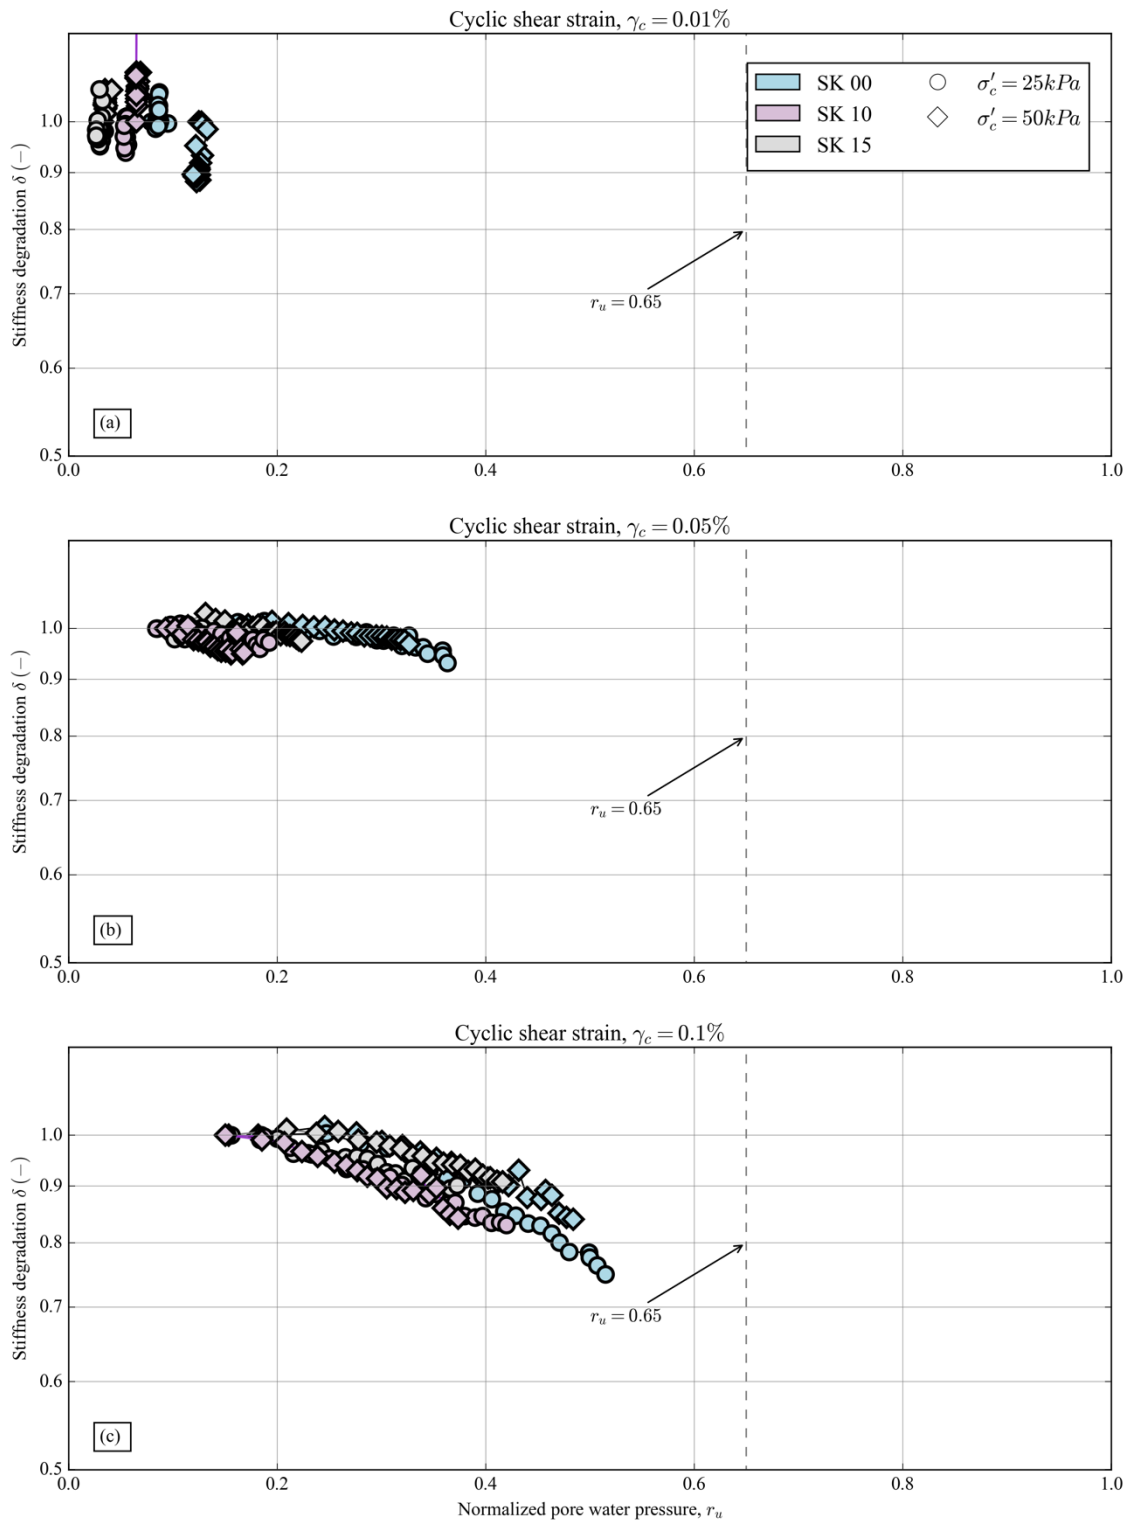 Cyclic shear strain, γc = 0.01%
Stiffness degradation δ (−)
1.0
0.9
0.8
0.7
0.6
0.5
SK 00
SK 10
SK 15
σ′c = 25kPa
σ′c = 50kPa
ru = 0.65
(a)
0.0 0.2 0.4 0.6 0.8 1.0
Cyclic shear strain, γc = 0.05%
Stiffness degradation δ (−)
1.0
0.9
0.8
0.7
0.6
0.5
ru = 0.65
(b)
0.0 0.2 0.4 0.6 0.8 1.0
Cyclic shear strain, γc = 0.1%
Stiffness degradation δ (−)
1.0
0.9
0.8
0.7
0.6
0.5
ru = 0.65
(c)
0.0 0.2 0.4 0.6 0.8 1.0
Normalized pore water pressure, ru